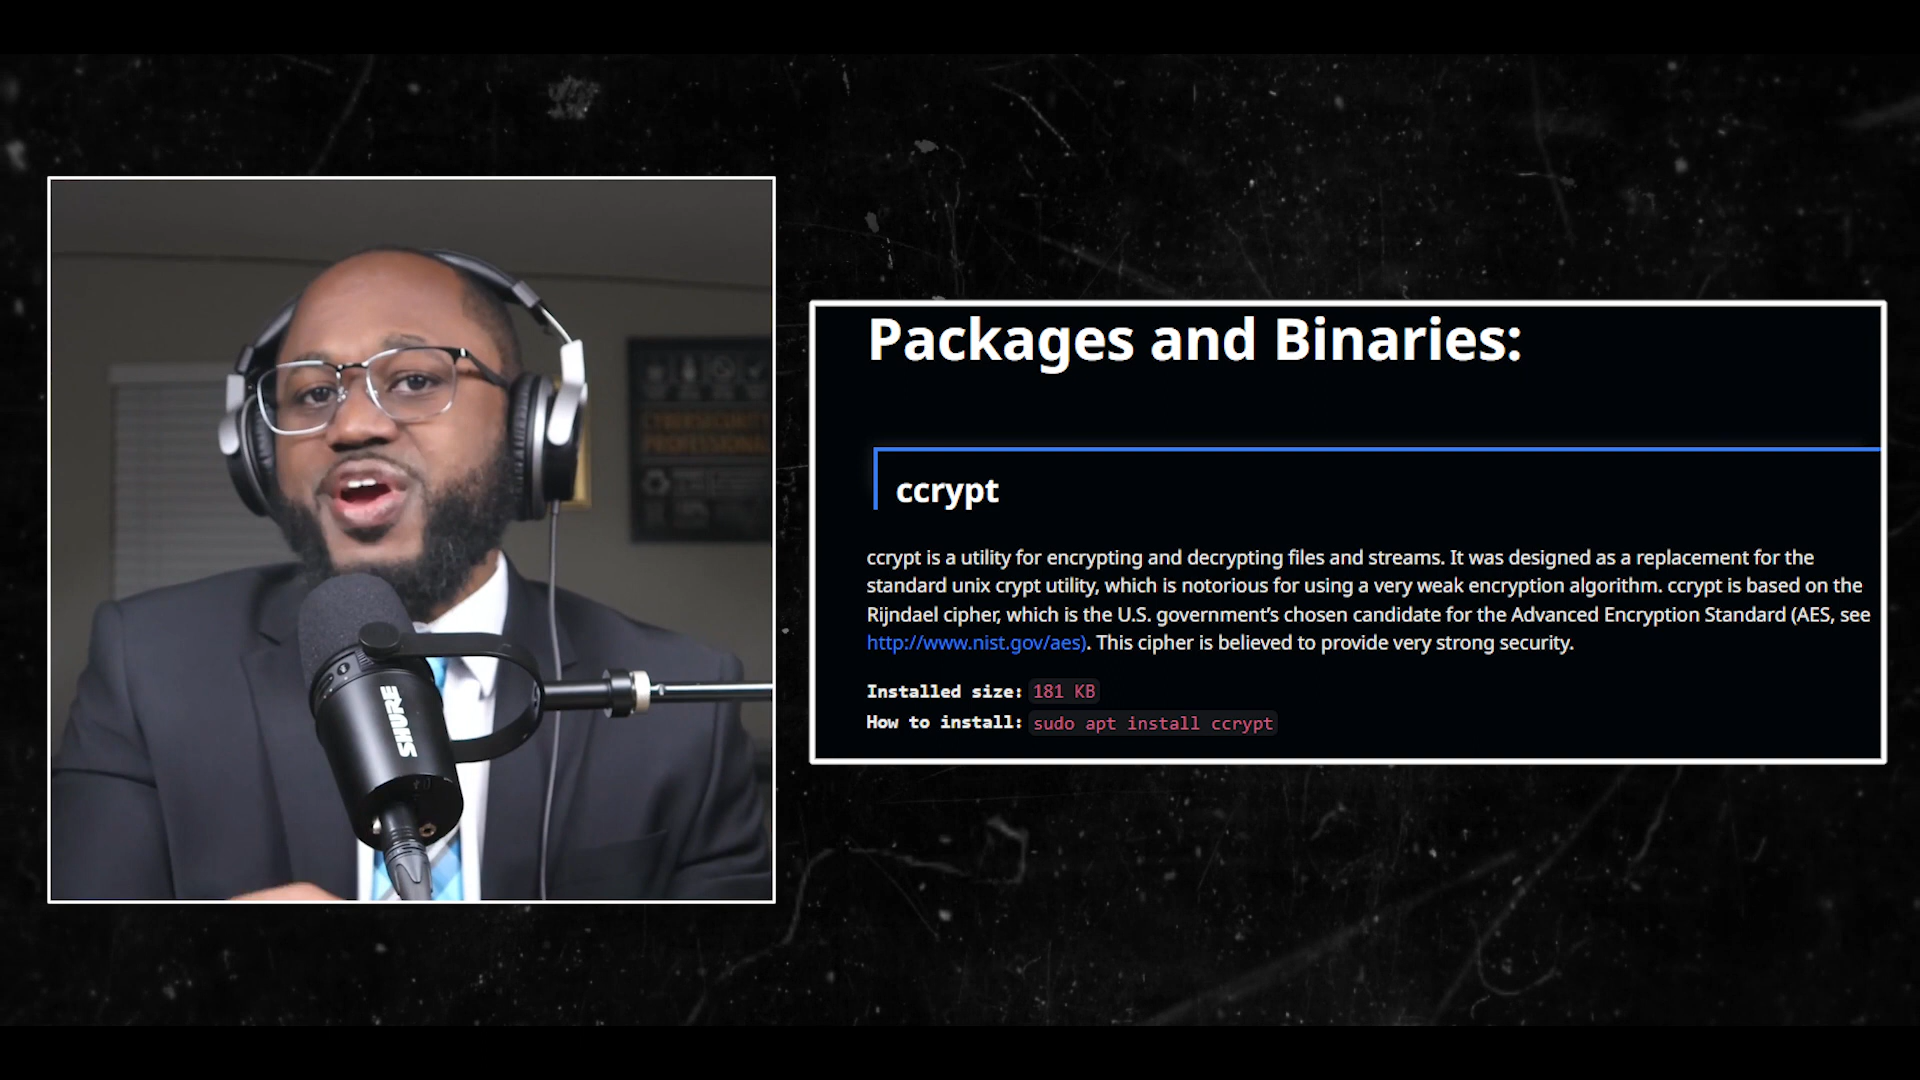 CYBERSECURITY
PROFESSIONAL
SHURE
Packages and Binaries:
ccrypt
ccrypt is a utility for encrypting and decrypting files and streams. It was designed as a replacement for the
standard unix crypt utility, which is notorious for using a very weak encryption algorithm. ccrypt is based on the
Rijndael cipher, which is the U.S. government’s chosen candidate for the Advanced Encryption Standard (AES, see
http://www.nist.gov/aes). This cipher is believed to provide very strong security.
Installed size: 181 KB
How to install: sudo apt install ccrypt